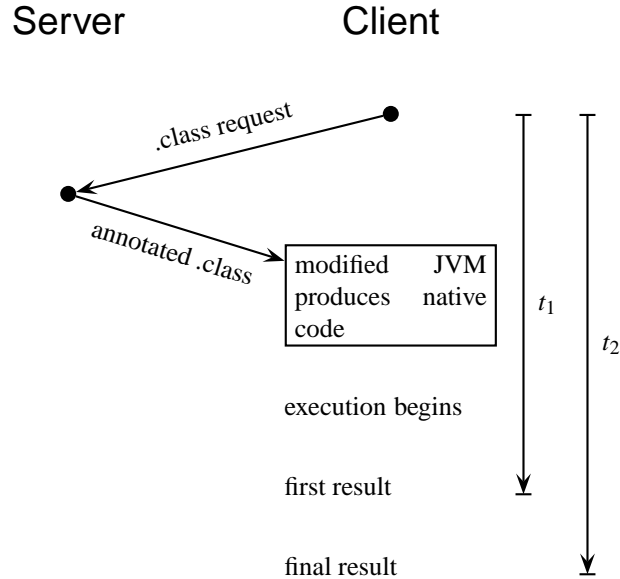 Server Client
.class request
annotated .class
modified JVM
produces native
code
t1
t2
execution begins
first result
final result